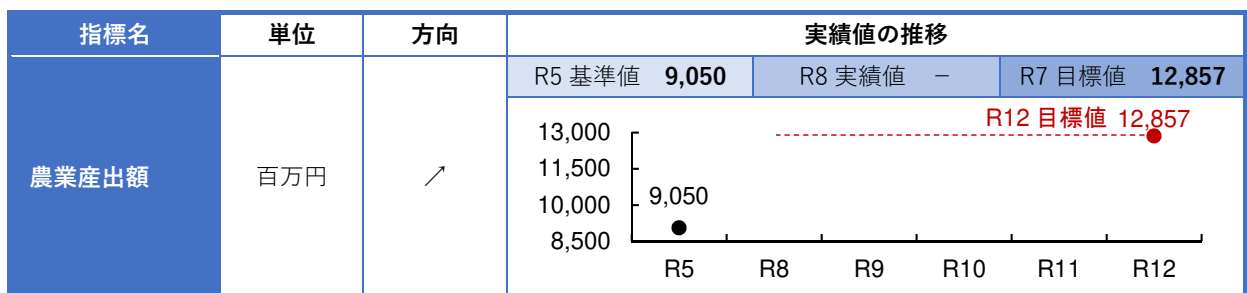 指標名 単位 方向 実績値の推移
R5 基準値 9,050 R8 実績値 － R7 目標値 12,857
農業産出額 百万円 ↗
R12 目標値 12,857
13,000
11,500
10,000
8,500
9,050
R5 R8 R9 R10 R11 R12